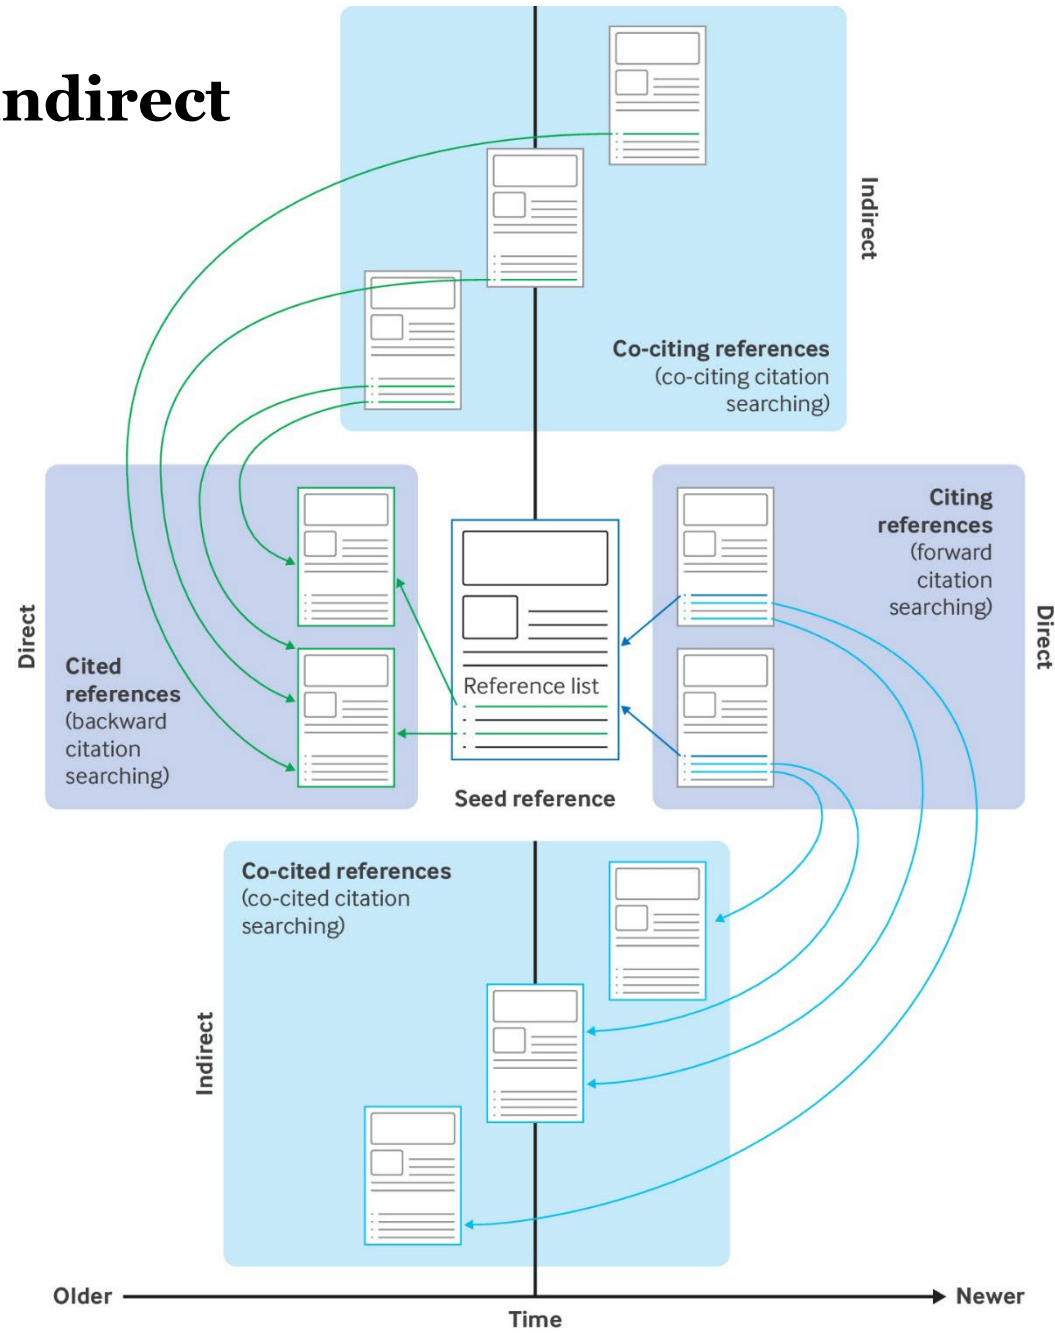 ndirect
Indirect
Co-citing references
(co-citing citation
searching)
Direct
Cited
references
(backward
citation
searching)
Reference list
Seed reference
Citing
references
(forward
citation
searching)
Direct
Co-cited references
(co-cited citation
searching)
Indirect
Older
Time
Newer